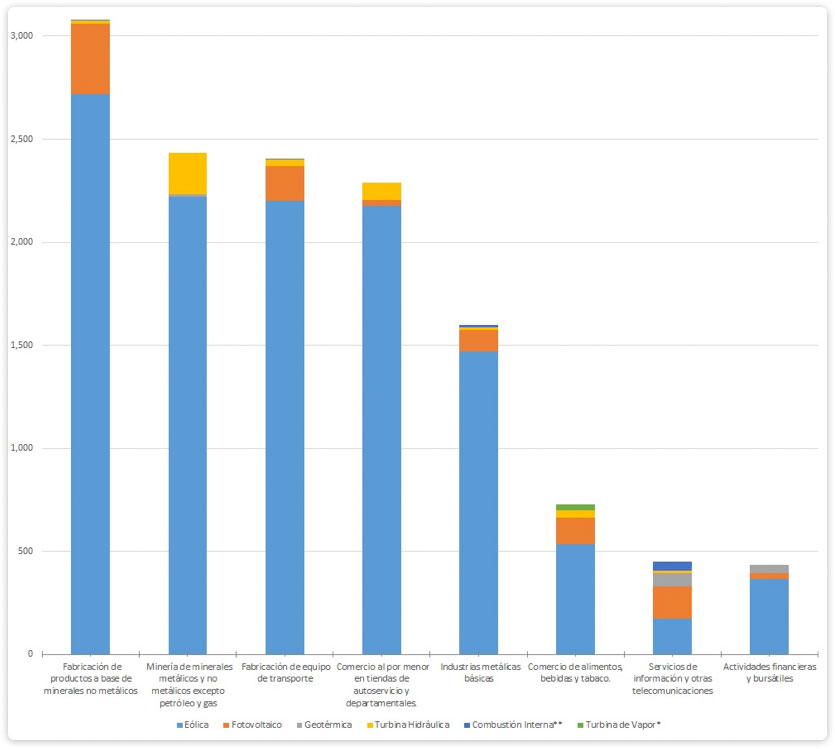 3,000
2,500
2,000
1,500
1,000
500
0
Fabricación de
productos a base de
minerales no metálicos
Minería de minerales
metálicos y no
metálicos excepto
petróleo y gas
Fabricación de equipo
de transporte
Comercio al por menor
en tiendas de
autoservicio y
departamentales.
Industrias metálicas
básicas
Comercio de alimentos,
bebidas y tabaco.
Servicios de
información y otras
telecomunicaciones
Actividades financieras
y bursátiles
Eólica Fotovoltaico Geotérmica Turbina Hidráulica Combustión Interna** Turbina de Vapor*